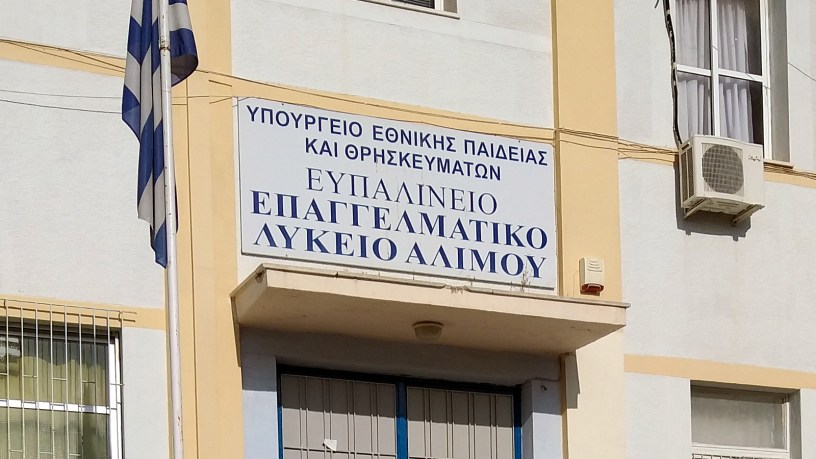 ΥΠΟΥΡΓΕΙΟ ΕΘΝΙΚΗΣ ΠΑΙΔΕΙΑΣ
ΚΑΙ ΘΡΗΣΚΕΥΜΑΤΩΝ
ΕΥΠΑΛΙΝΕΙΟ
ΕΠΑΓΓΕΛΜΑΤΙΚΟ
ΛΥΚΕΙΟ ΑΛΙΜΟΥ